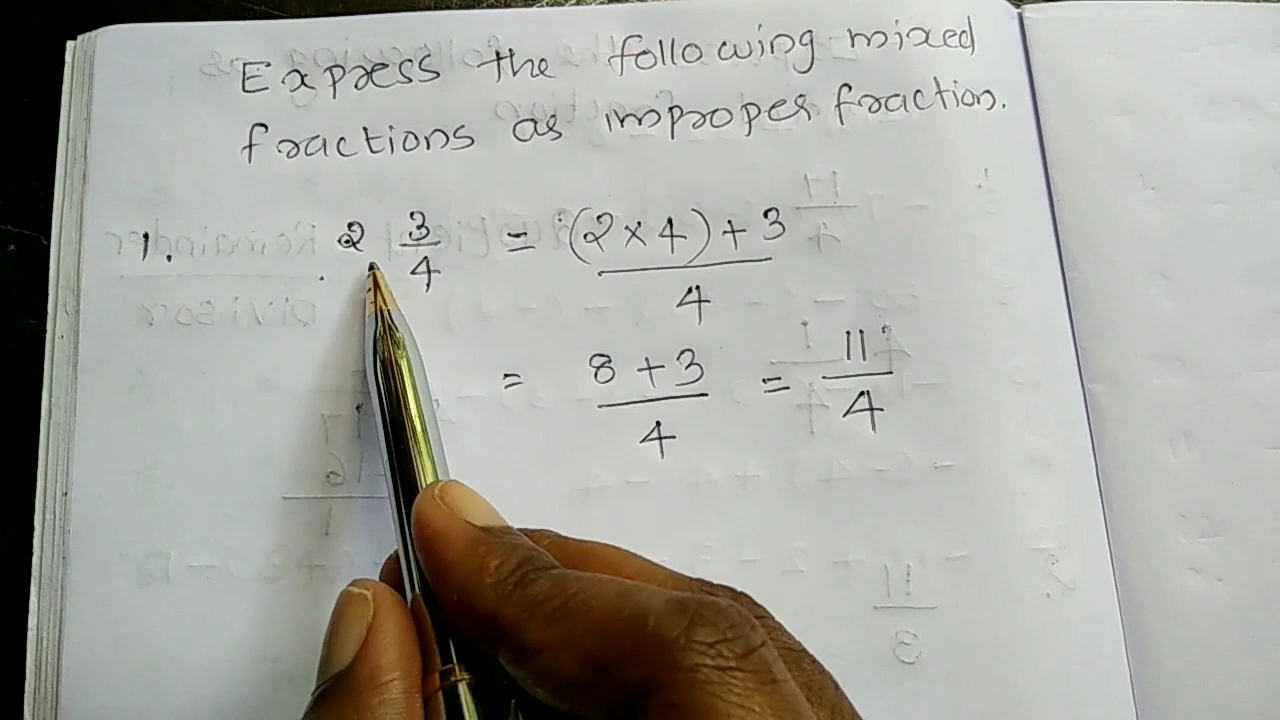 Express the following mixed
fractions as improper fraction.
1. 2 3/4 = (2 × 4) + 3 / 4
= 8 + 3 / 4 = 11/4